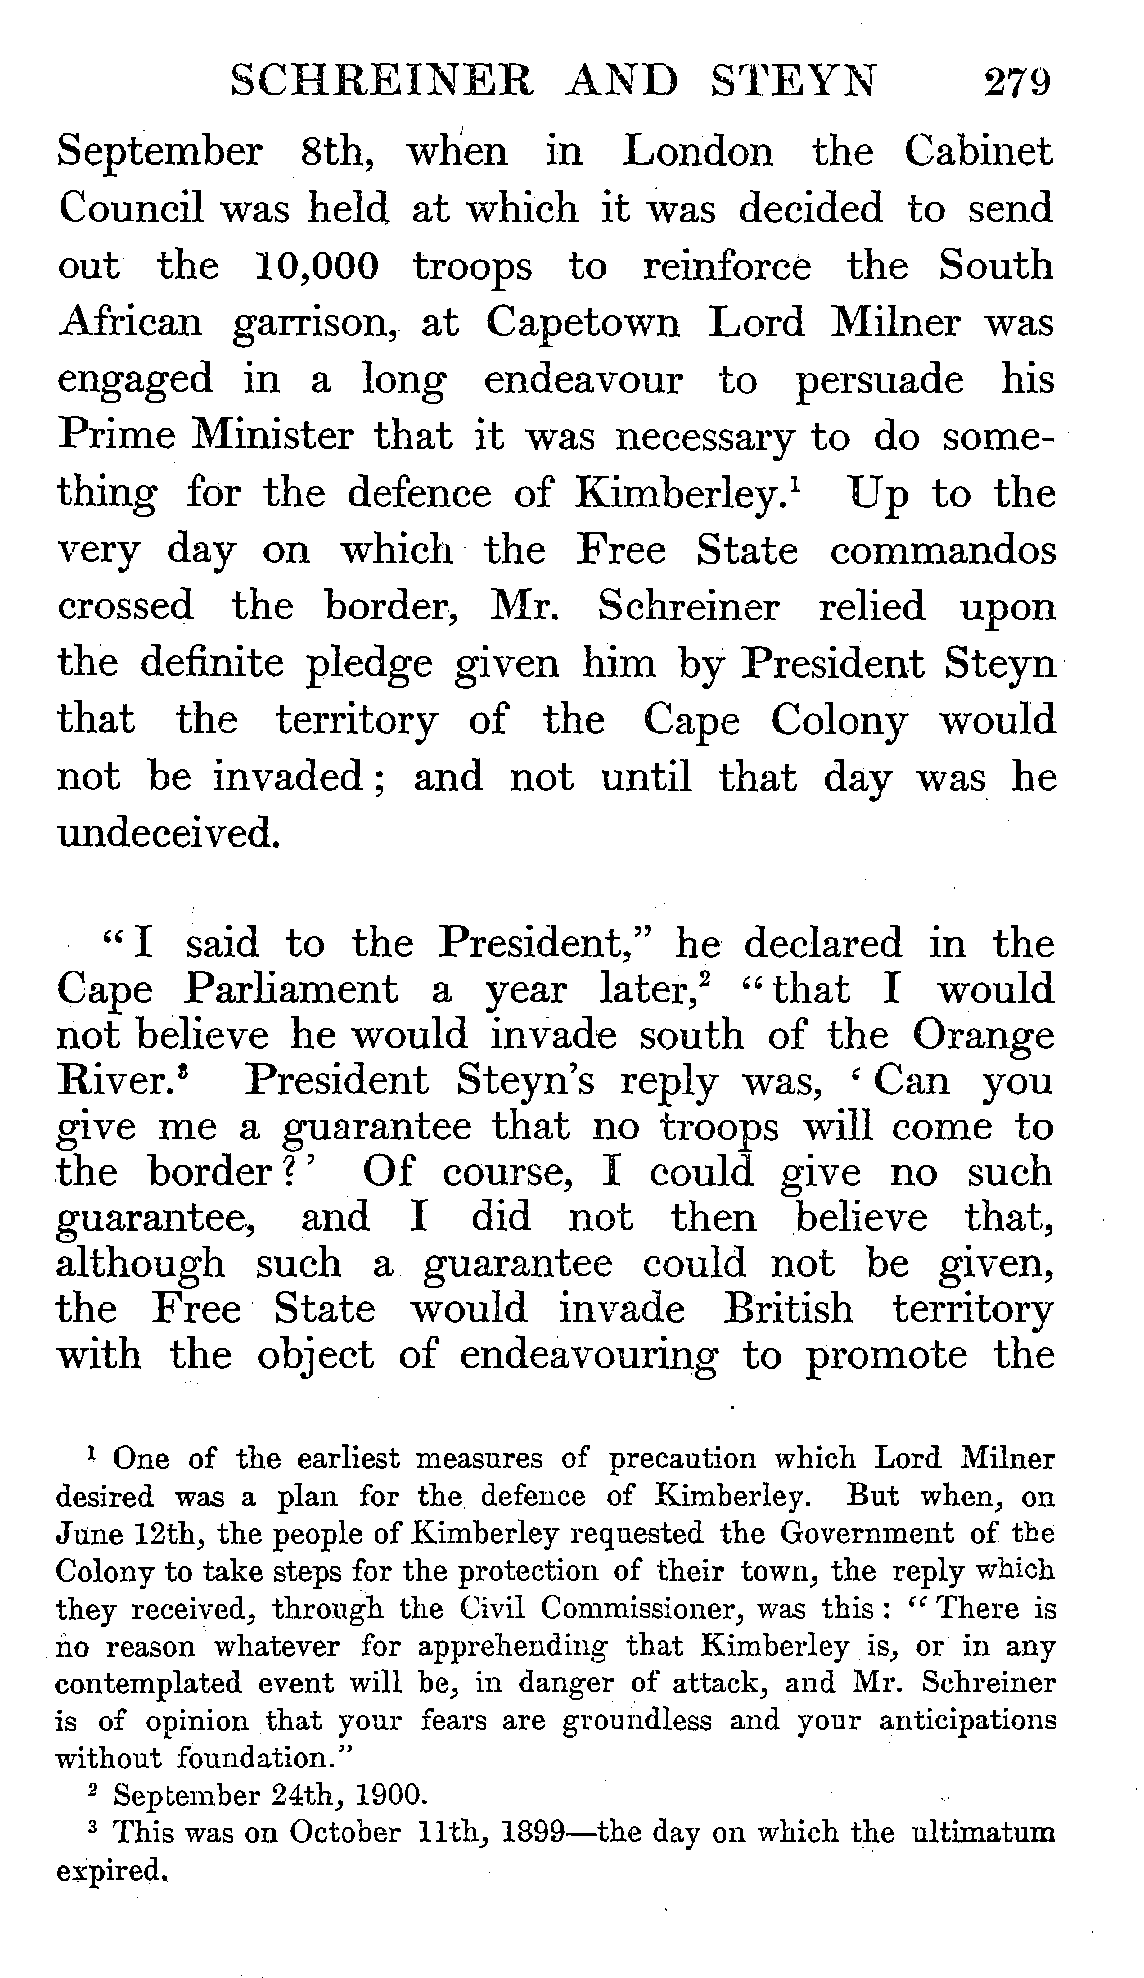 SCHREINER AND STEYN 279
September 8th, when in London the Cabinet
Council was held at which it was decided to send
out the 10,000 troops to reinforce the South
African garrison, at Capetown Lord Milner was
engaged in a long endeavour to persuade his
Prime Minister that it was necessary to do some-
thing for the defence of Kimberley.¹ Up to the
very day on which the Free State commandos
crossed the border, Mr. Schreiner relied upon
the definite pledge given him by President Steyn
that the territory of the Cape Colony would
not be invaded; and not until that day was he
undeceived.
"I said to the President," he declared in the
Cape Parliament a year later,² "that I would
not believe he would invade south of the Orange
River.³ President Steyn's reply was, 'Can you
give me a guarantee that no troops will come to
the border?' Of course, I could give no such
guarantee, and I did not then believe that,
although such a guarantee could not be given,
the Free State would invade British territory
with the object of endeavouring to promote the
¹ One of the earliest measures of precaution which Lord Milner
desired was a plan for the defence of Kimberley. But when, on
June 12th, the people of Kimberley requested the Government of the
Colony to take steps for the protection of their town, the reply which
they received, through the Civil Commissioner, was this: "There is
no reason whatever for apprehending that Kimberley is, or in any
contemplated event will be, in danger of attack, and Mr. Schreiner
is of opinion that your fears are groundless and your anticipations
without foundation."
² September 24th, 1900.
³ This was on October 11th, 1899—the day on which the ultimatum
expired.